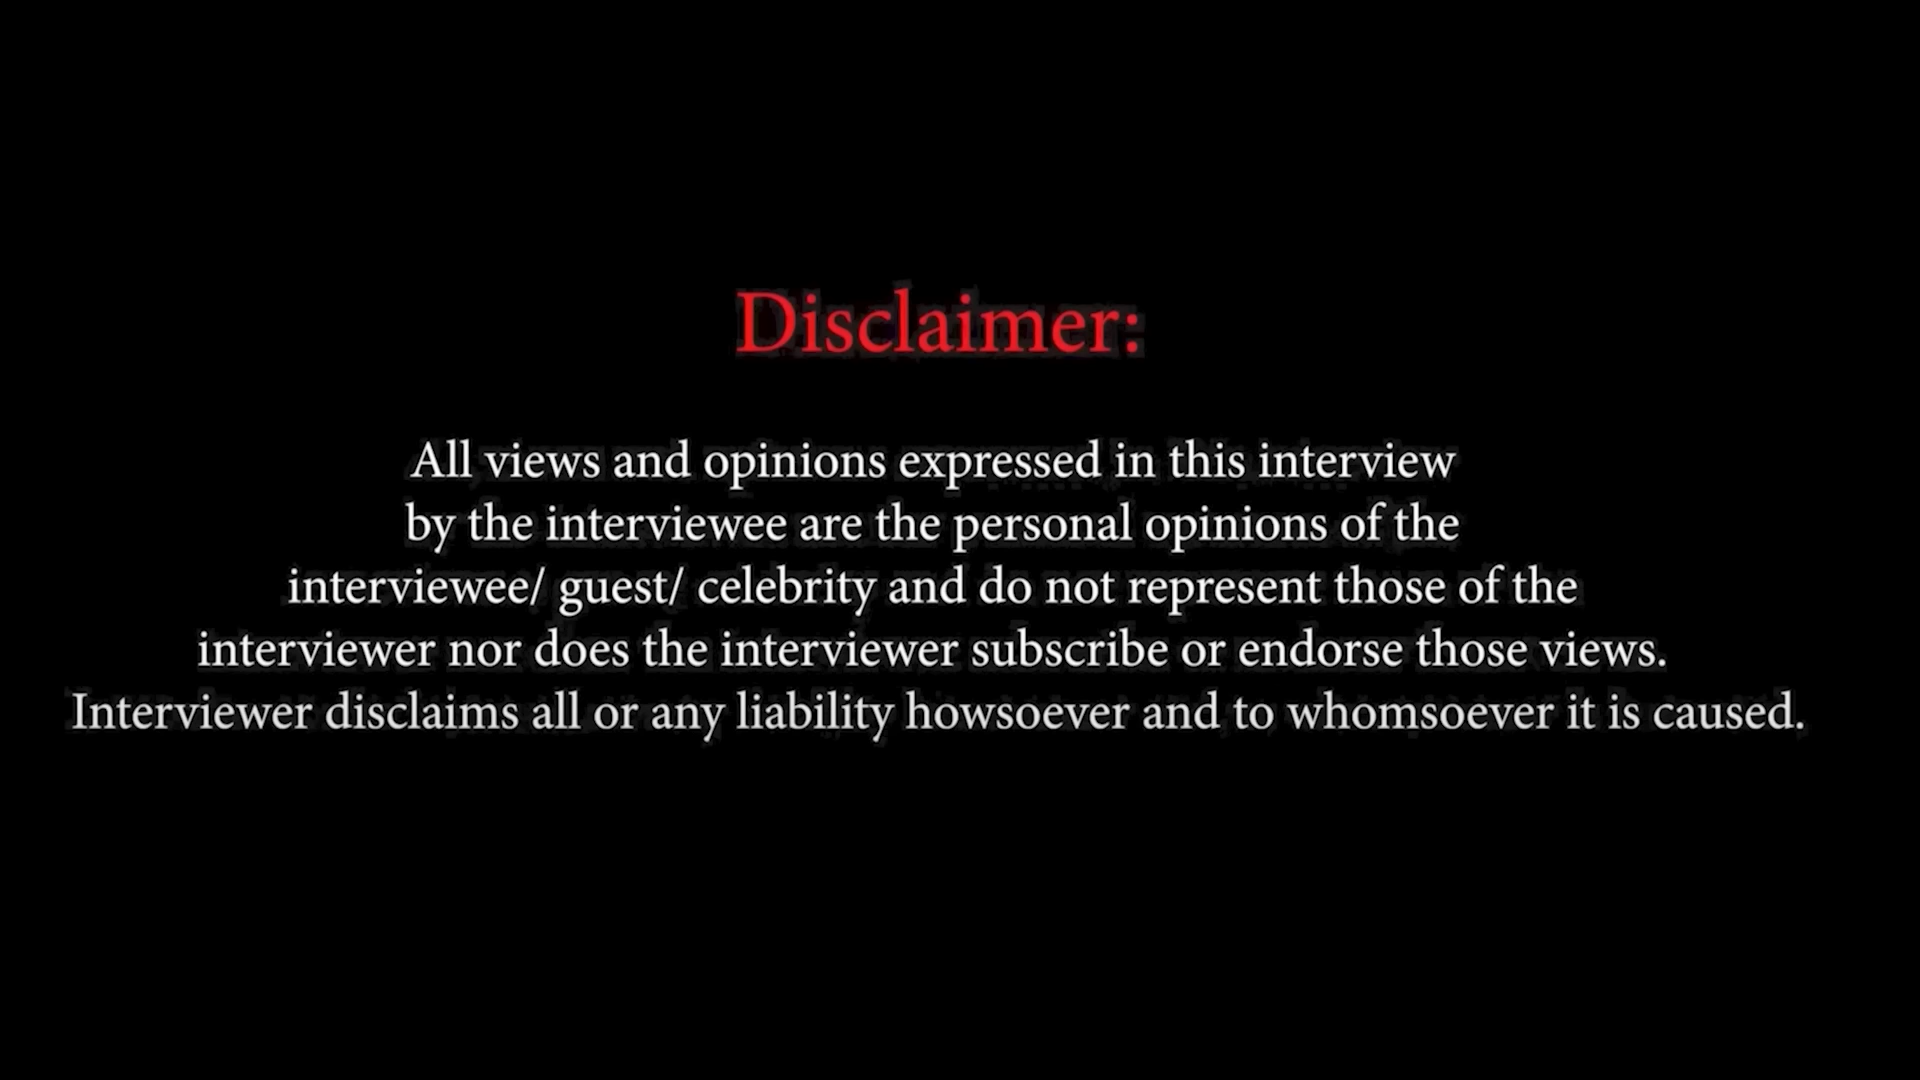 Disclaimer:
All views and opinions expressed in this interview
by the interviewee are the personal opinions of the
interviewee/ guest/ celebrity and do not represent those of the
interviewer nor does the interviewer subscribe or endorse those views.
Interviewer disclaims all or any liability howsoever and to whomsoever it is caused.